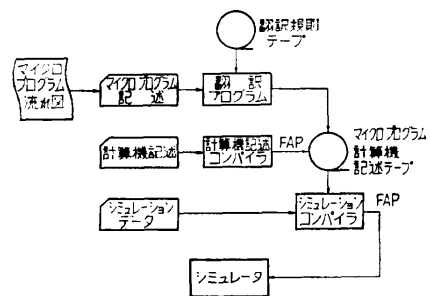 翻訳規則
テープ
マイクロ
プログラム
流れ図
マイクロプログラム
記述
翻訳
プログラム
計算機記述
計算機記述
コンパイラ
FAP
マイクロプログラム
計算機
記述テープ
シミュレーション
データ
シミュレーション
コンパイラ
FAP
シミュレータ